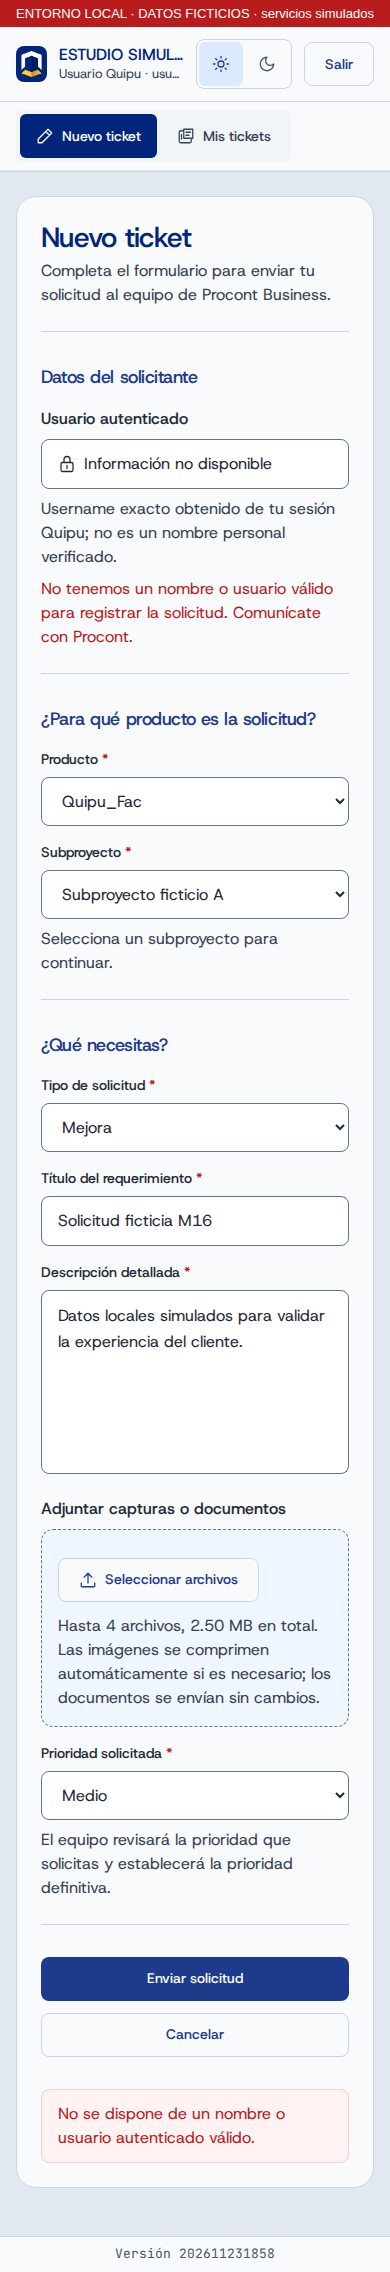 ENTORNO LOCAL · DATOS FICTICIOS · servicios simulados
ESTUDIO SIMUL...
Usuario Quipu · usu...
Salir
Nuevo ticket
Mis tickets
Nuevo ticket
Completa el formulario para enviar tu
solicitud al equipo de Procont Business.
Datos del solicitante
Usuario autenticado
Información no disponible
Username exacto obtenido de tu sesión
Quipu; no es un nombre personal
verificado.
No tenemos un nombre o usuario válido
para registrar la solicitud. Comunícate
con Procont.
¿Para qué producto es la solicitud?
Producto *
Quipu_Fac
Subproyecto *
Subproyecto ficticio A
Selecciona un subproyecto para
continuar.
¿Qué necesitas?
Tipo de solicitud *
Mejora
Título del requerimiento *
Solicitud ficticia M16
Descripción detallada *
Datos locales simulados para validar
la experiencia del cliente.
Adjuntar capturas o documentos
Seleccionar archivos
Hasta 4 archivos, 2.50 MB en total.
Las imágenes se comprimen
automáticamente si es necesario; los
documentos se envían sin cambios.
Prioridad solicitada *
Medio
El equipo revisará la prioridad que
solicitas y establecerá la prioridad
definitiva.
Enviar solicitud
Cancelar
No se dispone de un nombre o
usuario autenticado válido.
Versión 202611231858